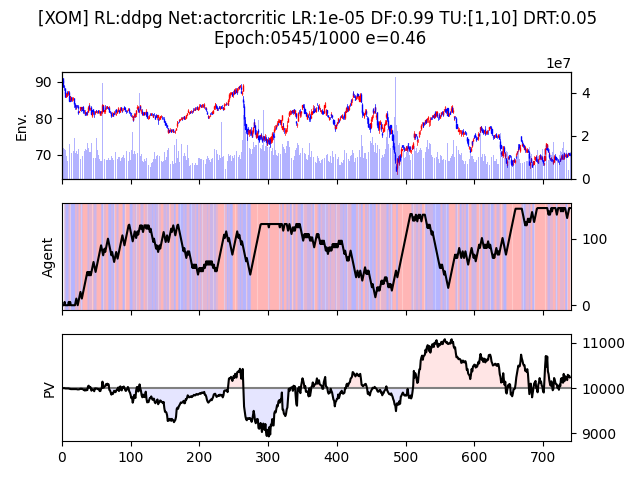 [XOM] RL:ddpg Net:actorcritic LR:1e-05 DF:0.99 TU:[1,10] DRT:0.05
Epoch:0545/1000 e=0.46
1e7
90
80
70
Env.
4
2
0
Agent
100
0
PV
11000
10000
9000
0 100 200 300 400 500 600 700